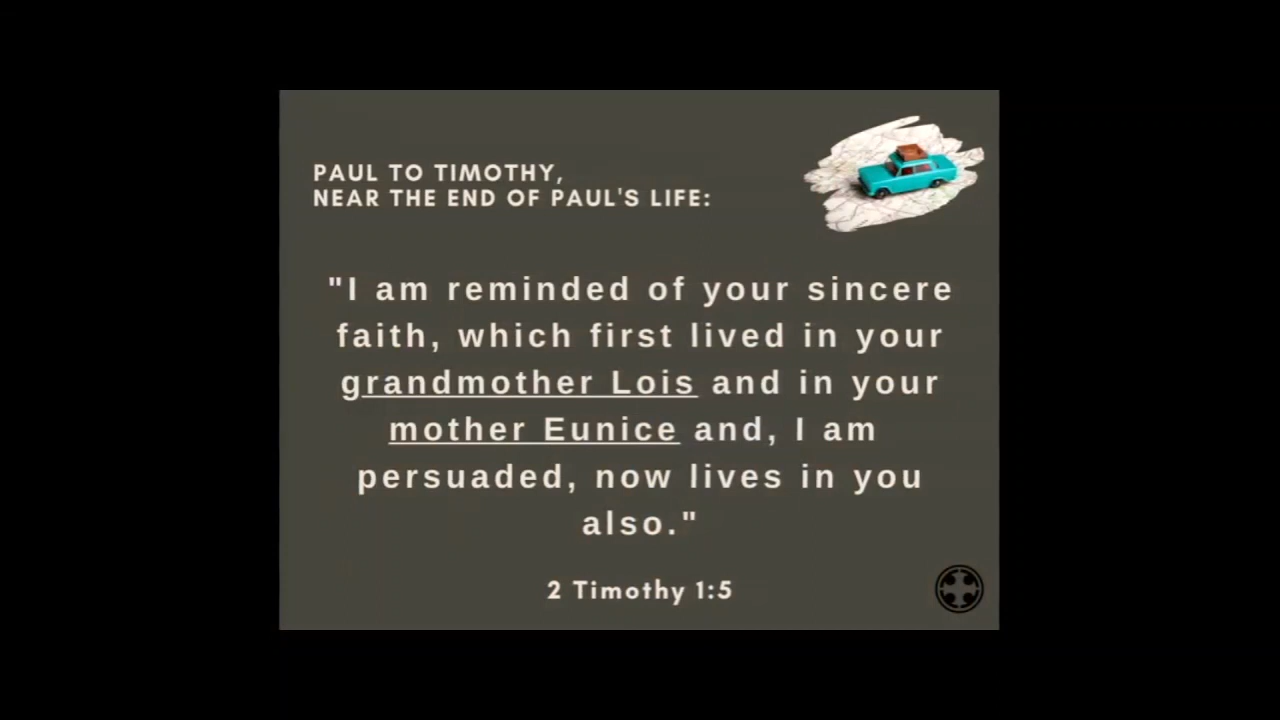 PAUL TO TIMOTHY,
NEAR THE END OF PAUL'S LIFE:
"I am reminded of your sincere
faith, which first lived in your
grandmother Lois and in your
mother Eunice and, I am
persuaded, now lives in you
also."
2 Timothy 1:5